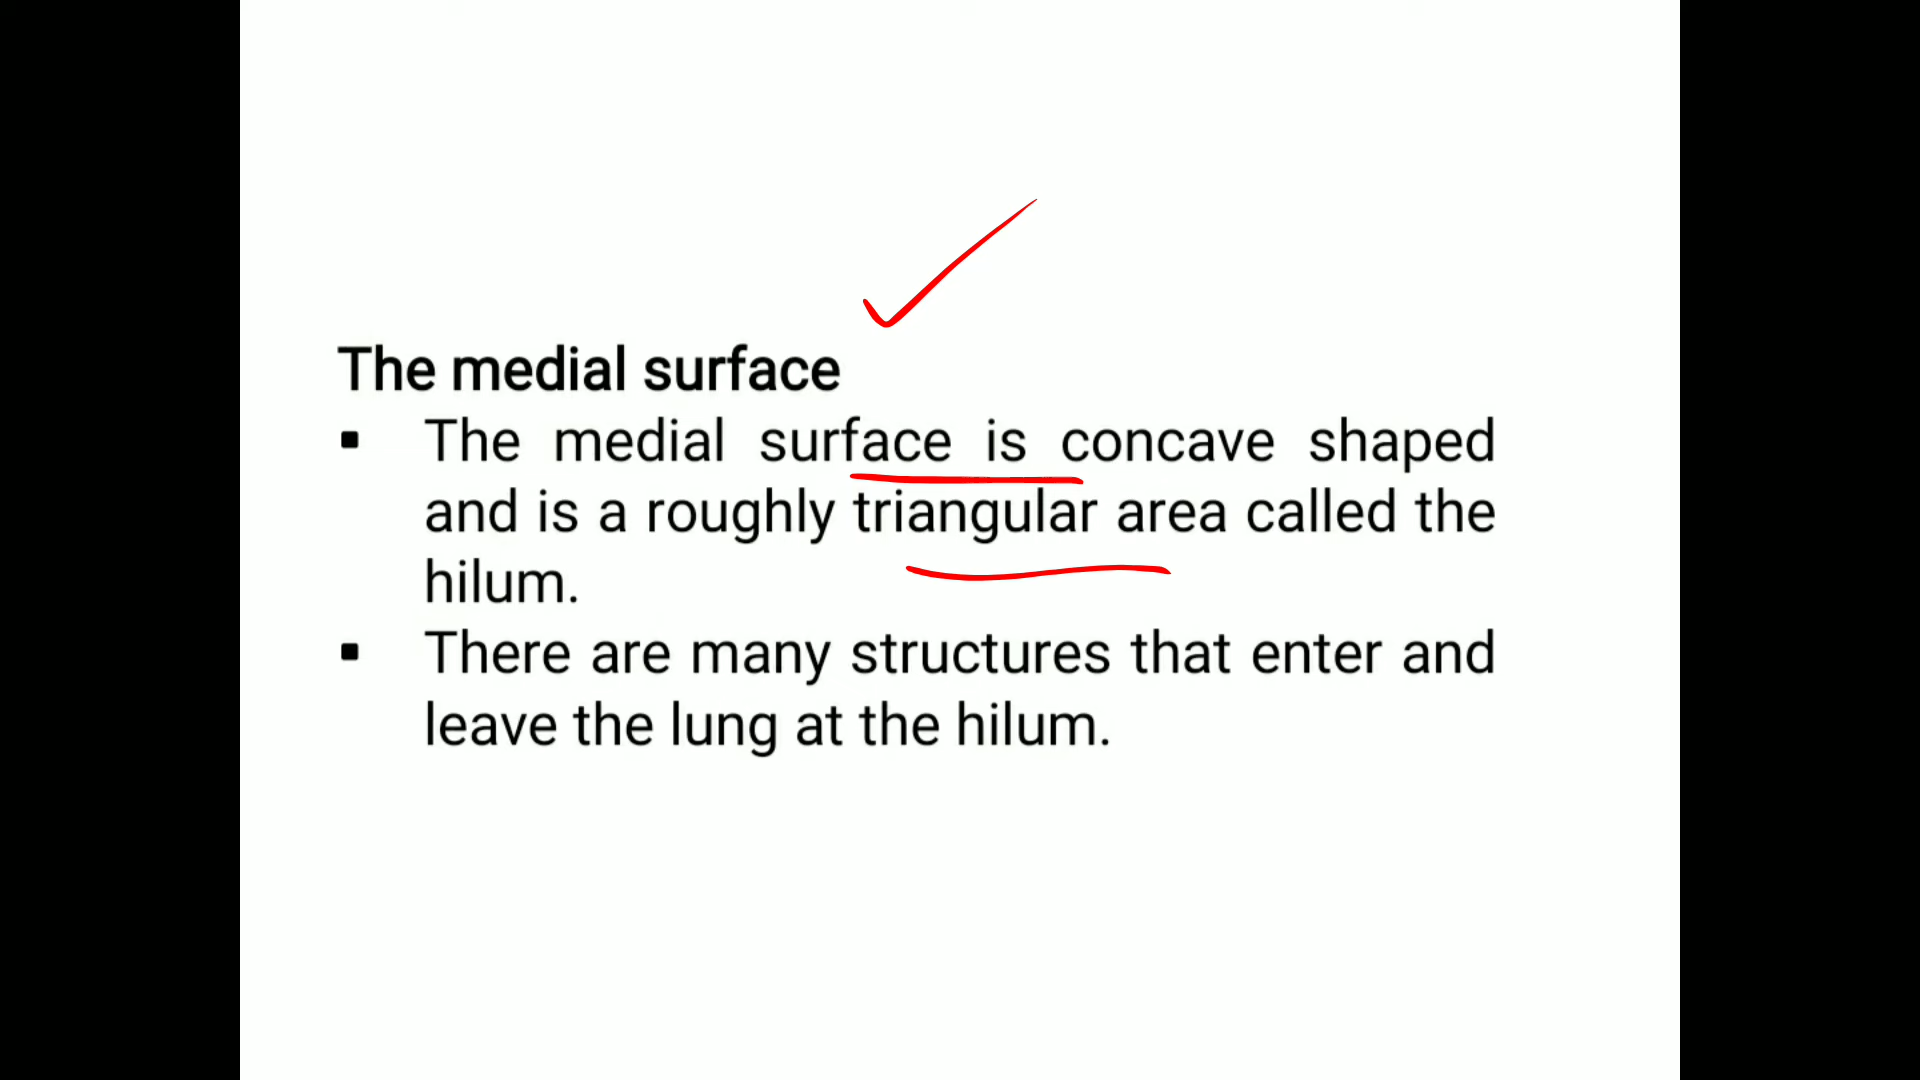 The medial surface
▪ The medial surface is concave shaped
and is a roughly triangular area called the
hilum.
▪ There are many structures that enter and
leave the lung at the hilum.